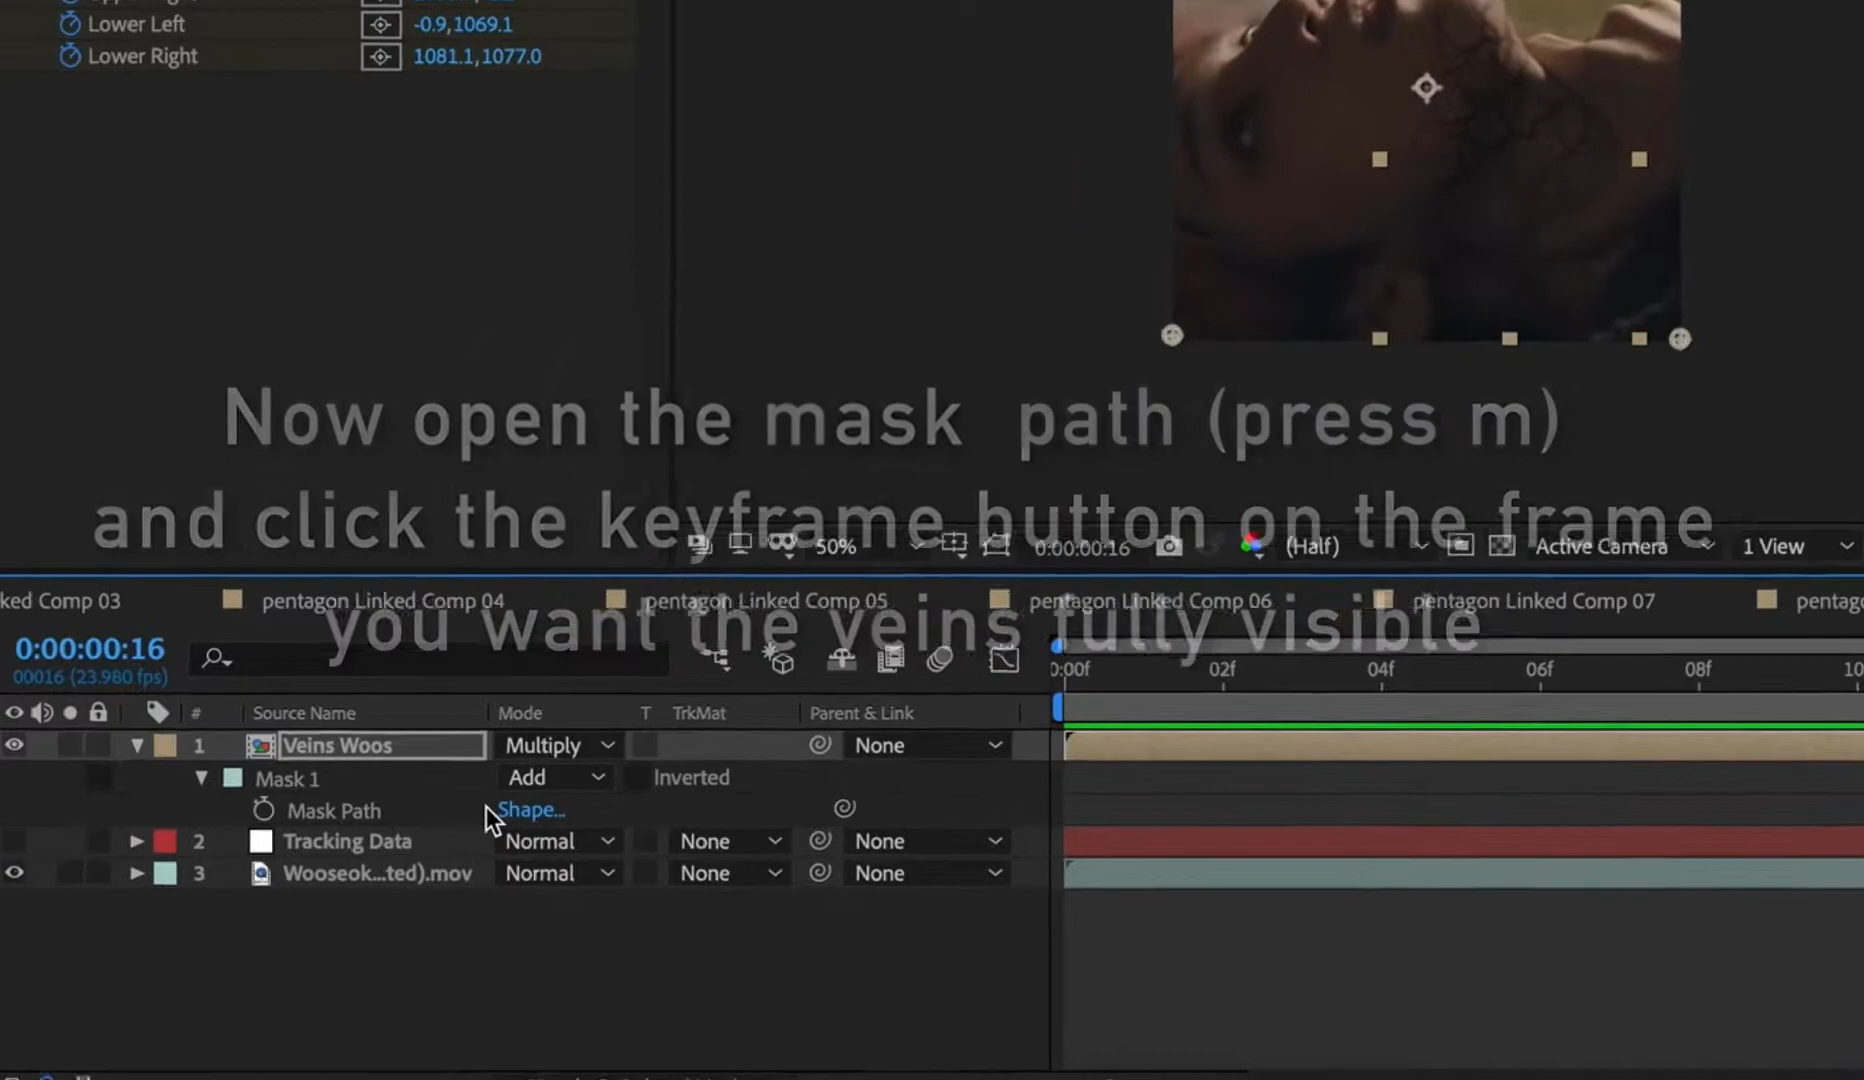 Lower Left -0.9,1069.1
Lower Right 1081.1,1077.0
Now open the mask path (press m)
and click the keyframe button on the frame
you want the veins fully visible
50% 0:00:00:16 (Half) Active Camera 1 View
ked Comp 03 pentagon Linked Comp 04 pentagon Linked Comp 05 pentagon Linked Comp 06 pentagon Linked Comp 07 pentag
0:00:00:16
00016 (23.980 fps)
0:00f 02f 04f 06f 08f 10
# Source Name Mode T TrkMat Parent & Link
1 Veins Woos Multiply None
Mask 1 Add Inverted
Mask Path Shape...
2 Tracking Data Normal None None
3 Wooseok...ted).mov Normal None None